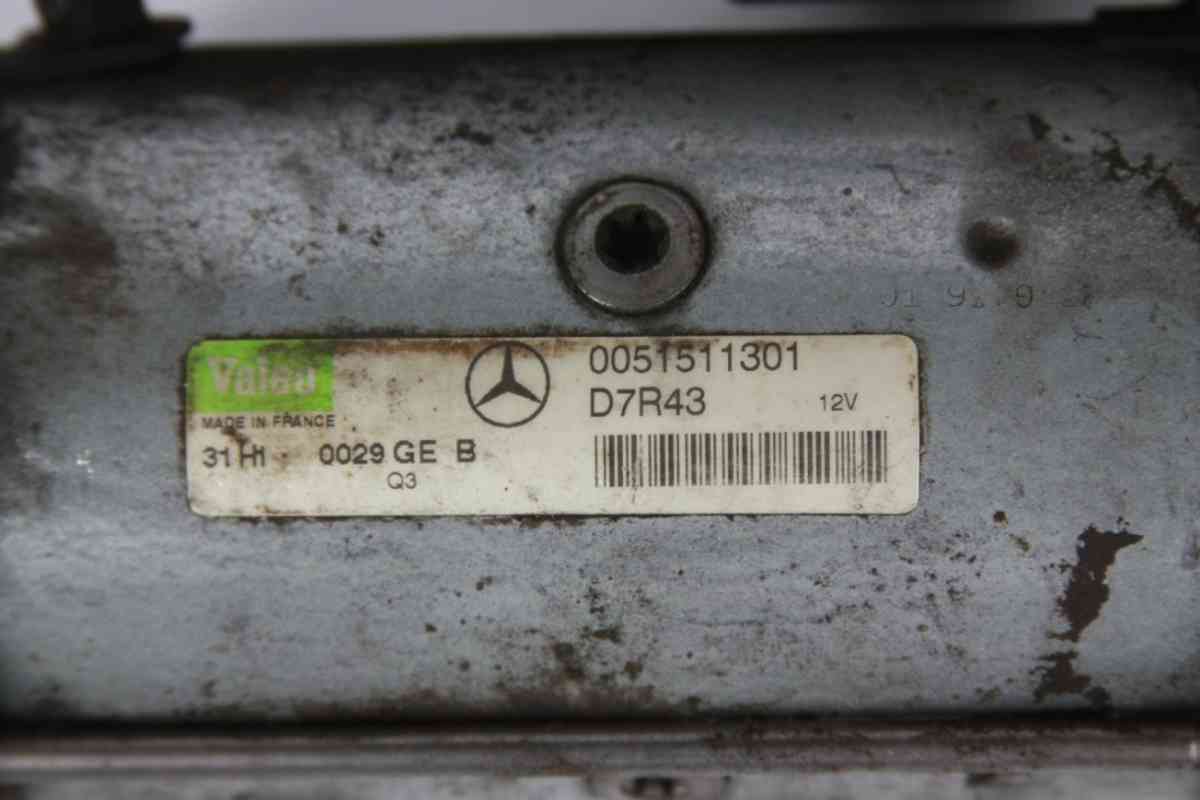 Valeo
MADE IN FRANCE
0051511301
D7R43
12V
31 H1 0029 GE B
Q3